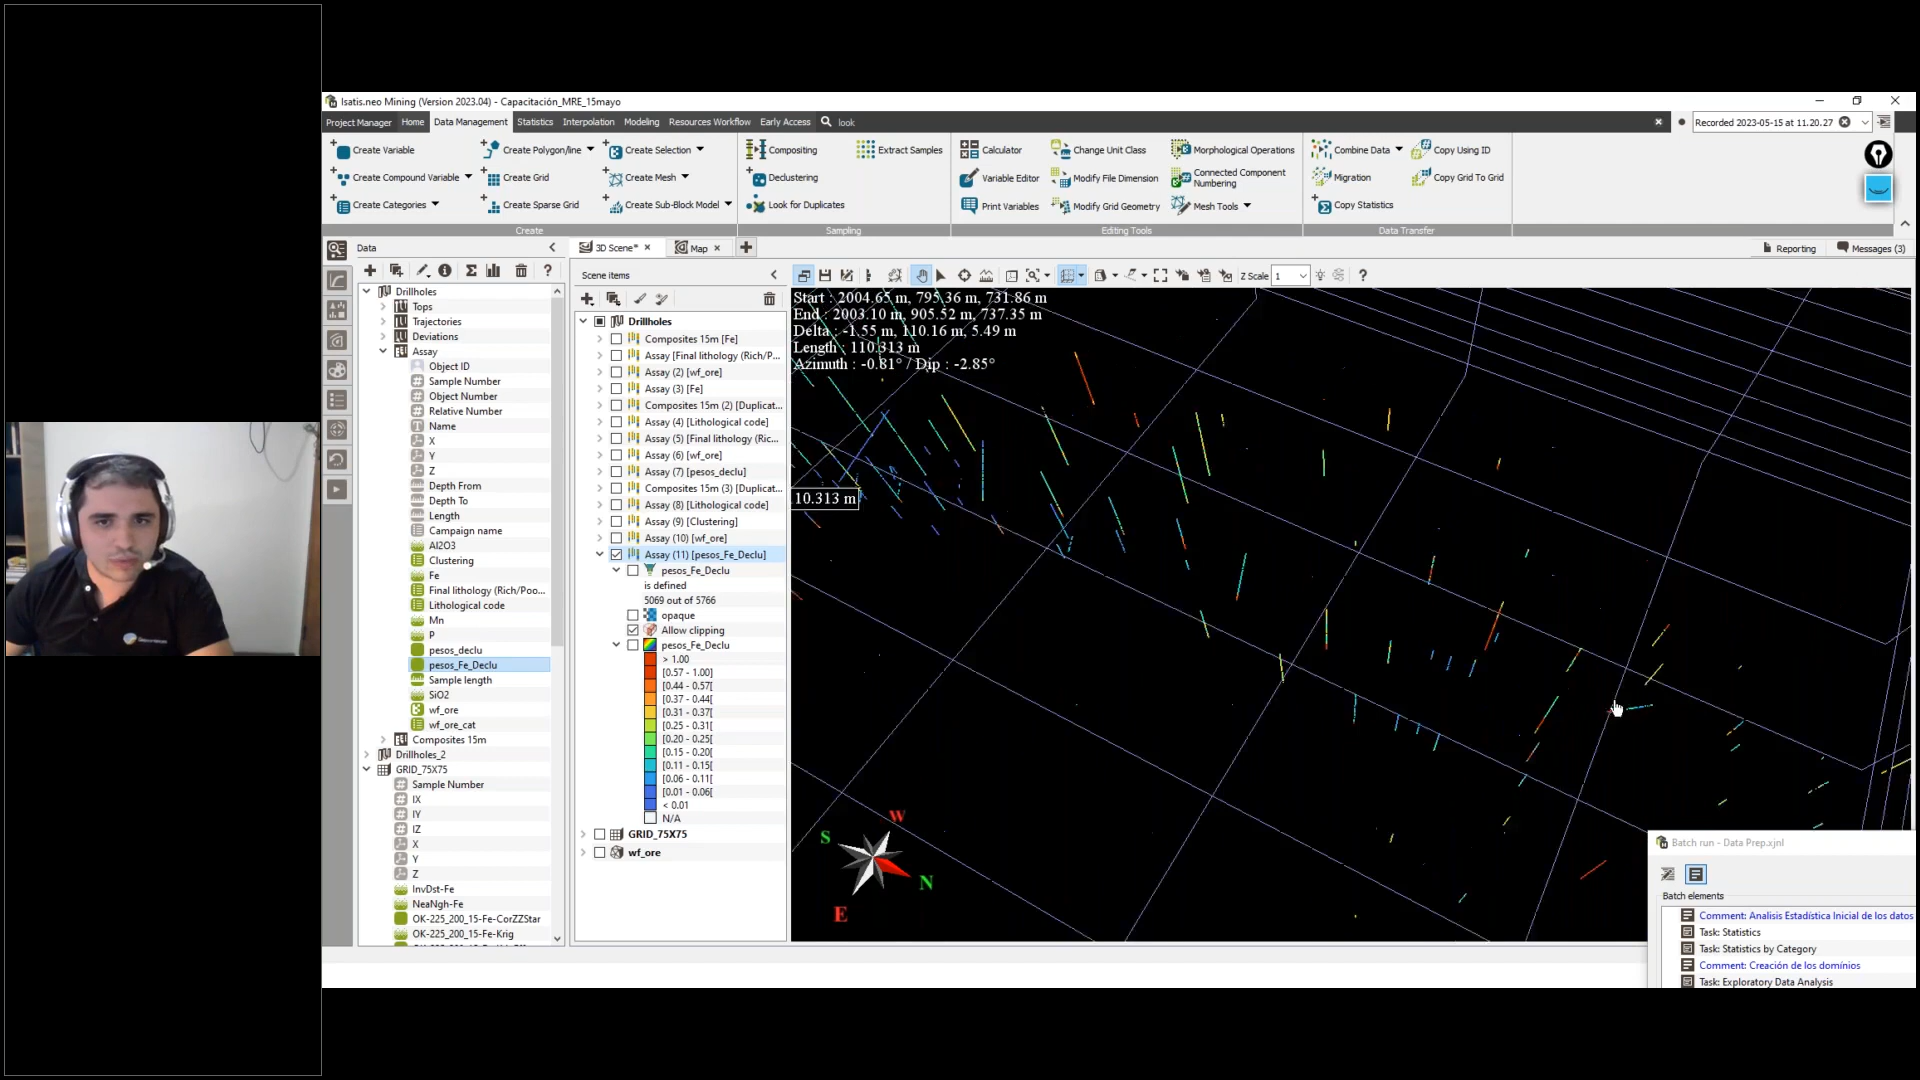 Isatis.neo Mining (Version 2023.04) - Capacitación_MRE_15mayo
Project Manager Home Data Management Statistics Interpolation Modeling Resources Workflow Early Access look Recorded 2023-05-15 at 11.20.27
Create Variable Create Polygon/line Create Selection Compositing Extract Samples Calculator Change Unit Class Morphological Operations Combine Data Copy Using ID
Create Compound Variable Create Grid Create Mesh Declustering Variable Editor Modify File Dimension Connected Component Numbering Migration Copy Grid To Grid
Create Categories Create Sparse Grid Create Sub-Block Model Look for Duplicates Print Variables Modify Grid Geometry Mesh Tools Copy Statistics
Create Sampling Editing Tools Data Transfer
Data 3D Scene* Map Reporting Messages (3)
Scene items Z Scale 1
Drillholes
Tops
Trajectories
Deviations
Assay
Object ID
Sample Number
Object Number
Relative Number
Name
X
Y
Z
Depth From
Depth To
Length
Campaign name
Al2O3
Clustering
Fe
Final lithology (Rich/Poo...
Lithological code
Mn
P
pesos_declu
pesos_Fe_Declu
Sample length
SiO2
wf_ore
wf_ore_cat
Composites 15m
Drillholes_2
GRID_75X75
Sample Number
IX
IY
IZ
X
Y
Z
InvDst-Fe
NeaNgh-Fe
OK-225_200_15-Fe-CorZZStar
OK-225_200_15-Fe-Krig
Drillholes
Composites 15m [Fe]
Assay [Final lithology (Rich/P...
Assay (2) [wf_ore]
Assay (3) [Fe]
Composites 15m (2) [Duplicat...
Assay (4) [Lithological code]
Assay (5) [Final lithology (Ric...
Assay (6) [wf_ore]
Assay (7) [pesos_declu]
Composites 15m (3) [Duplicat...
Assay (8) [Lithological code]
Assay (9) [Clustering]
Assay (10) [wf_ore]
Assay (11) [pesos_Fe_Declu]
pesos_Fe_Declu
is defined
5069 out of 5766
opaque
Allow clipping
pesos_Fe_Declu
> 1.00
[0.57 - 1.00]
[0.44 - 0.57[
[0.37 - 0.44[
[0.31 - 0.37[
[0.25 - 0.31[
[0.20 - 0.25[
[0.15 - 0.20[
[0.11 - 0.15[
[0.06 - 0.11[
[0.01 - 0.06[
< 0.01
N/A
GRID_75X75
wf_ore
Start : 2004.65 m, 795.36 m, 731.86 m
End : 2003.10 m, 905.52 m, 737.35 m
Delta : -1.55 m, 110.16 m, 5.49 m
Length : 110.313 m
Azimuth : -0.81° / Dip : -2.85°
10.313 m
W
S
N
E
Batch run - Data Prep.xjnl
Batch elements
Comment: Analisis Estadística Inicial de los datos
Task: Statistics
Task: Statistics by Category
Comment: Creación de los domínios
Task: Exploratory Data Analysis